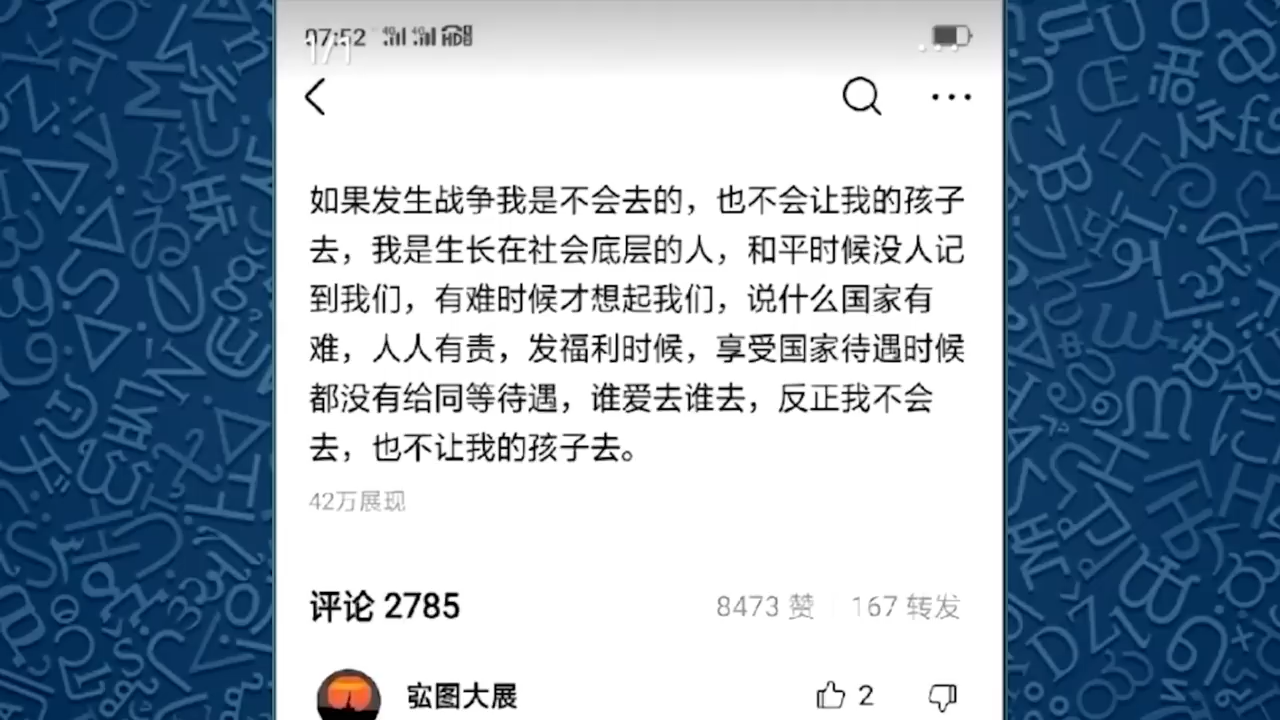 07:52
1/1
如果发生战争我是不会去的，也不会让我的孩子
去，我是生长在社会底层的人，和平时候没人记
到我们，有难时候才想起我们，说什么国家有
难，人人有责，发福利时候，享受国家待遇时候
都没有给同等待遇，谁爱去谁去，反正我不会
去，也不让我的孩子去。
42万展现
评论 2785 8473 赞 167 转发
宖图大展 2